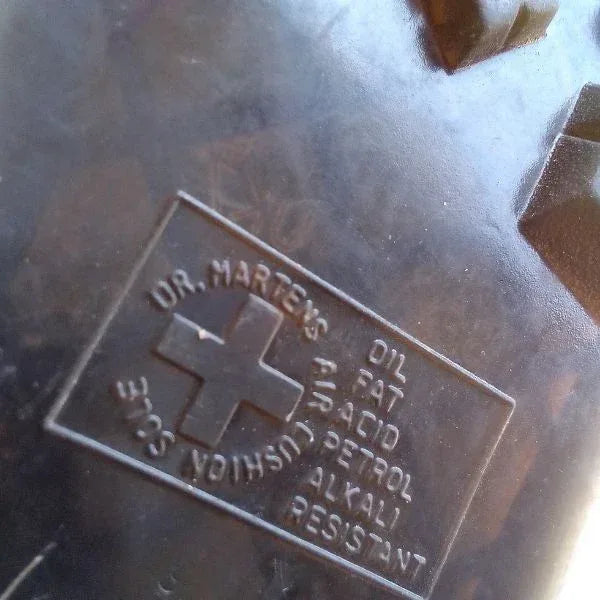 DR. MARTENS AIR CUSHION SOLE
OIL
FAT
ACID
PETROL
ALKALI
RESISTANT